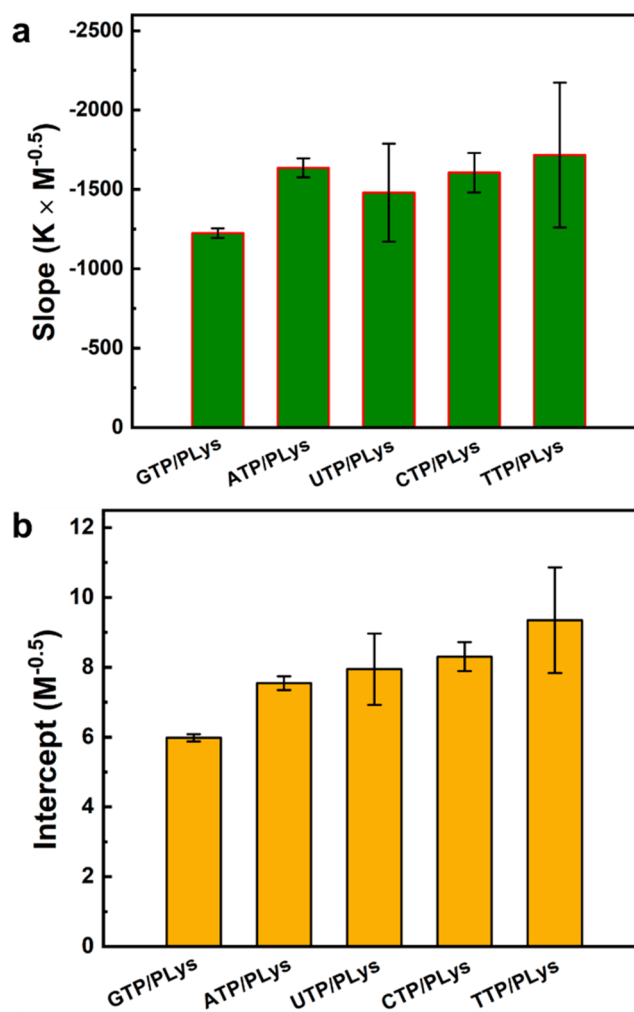 a
Slope (K × M-0.5)
-2500
-2000
-1500
-1000
-500
0
GTP/PLys
ATP/PLys
UTP/PLys
CTP/PLys
TTP/PLys
b
Intercept (M-0.5)
12
10
8
6
4
2
0
GTP/PLys
ATP/PLys
UTP/PLys
CTP/PLys
TTP/PLys